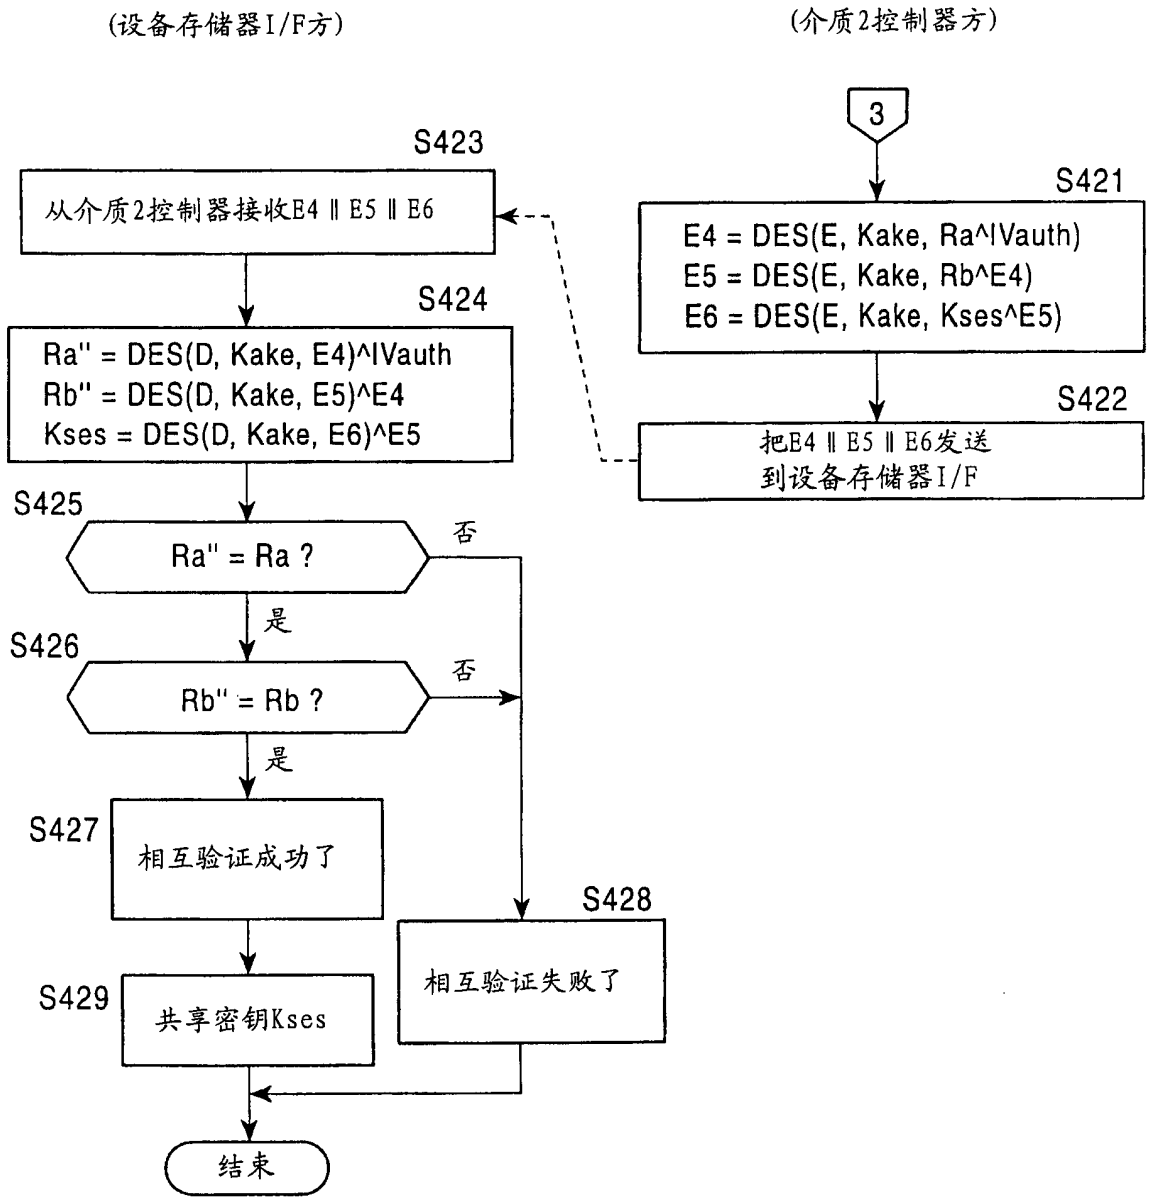 (设备存储器I/F方)
(介质2控制器方)
3
S421
E4 = DES(E, Kake, Ra^IVauth)
E5 = DES(E, Kake, Rb^E4)
E6 = DES(E, Kake, Kses^E5)
S422
把E4 ‖ E5 ‖ E6发送
到设备存储器I/F
S423
从介质2控制器接收E4 ‖ E5 ‖ E6
S424
Ra" = DES(D, Kake, E4)^IVauth
Rb" = DES(D, Kake, E5)^E4
Kses = DES(D, Kake, E6)^E5
S425
Ra" = Ra ?
否
是
S426
Rb" = Rb ?
否
是
S427
相互验证成功了
S428
相互验证失败了
S429
共享密钥Kses
结束